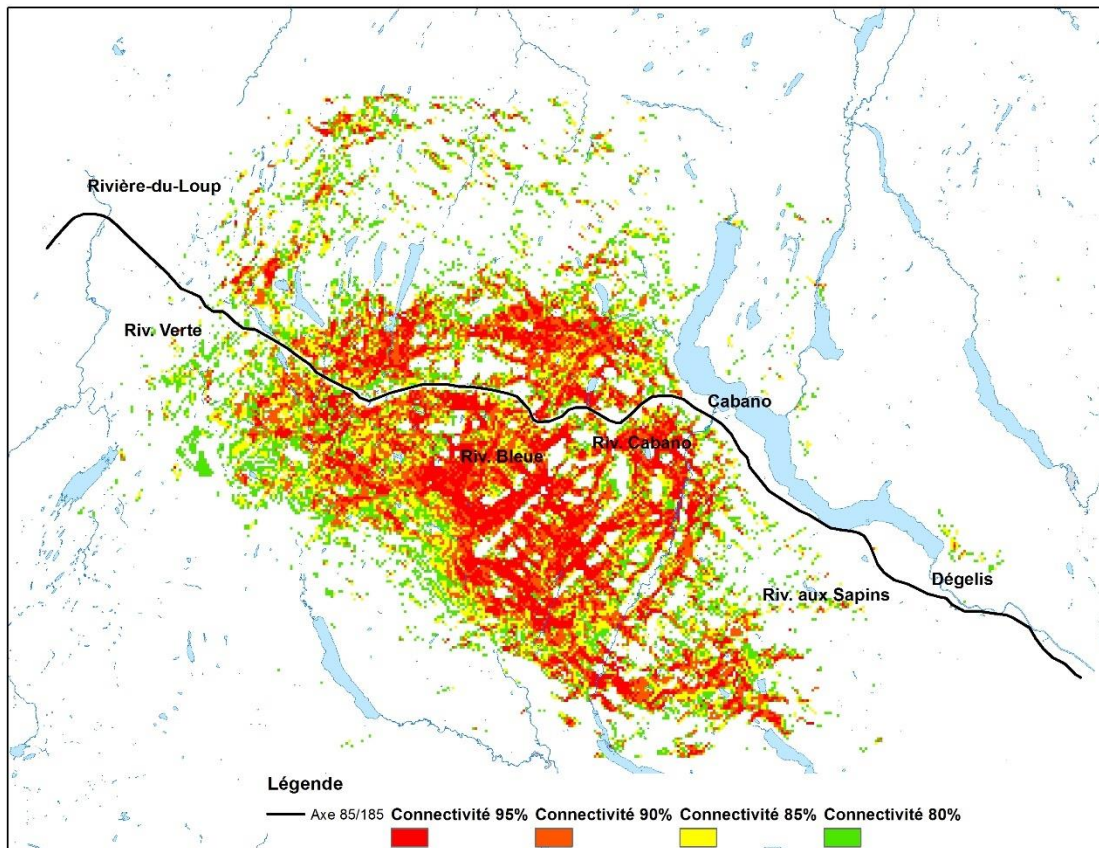 Rivière-du-Loup
Riv. Verte
Cabano
Riv. Cabano
Riv. Bleue
Dégelis
Riv. aux Sapins
Légende
Axe 85/185 Connectivité 95% Connectivité 90% Connectivité 85% Connectivité 80%